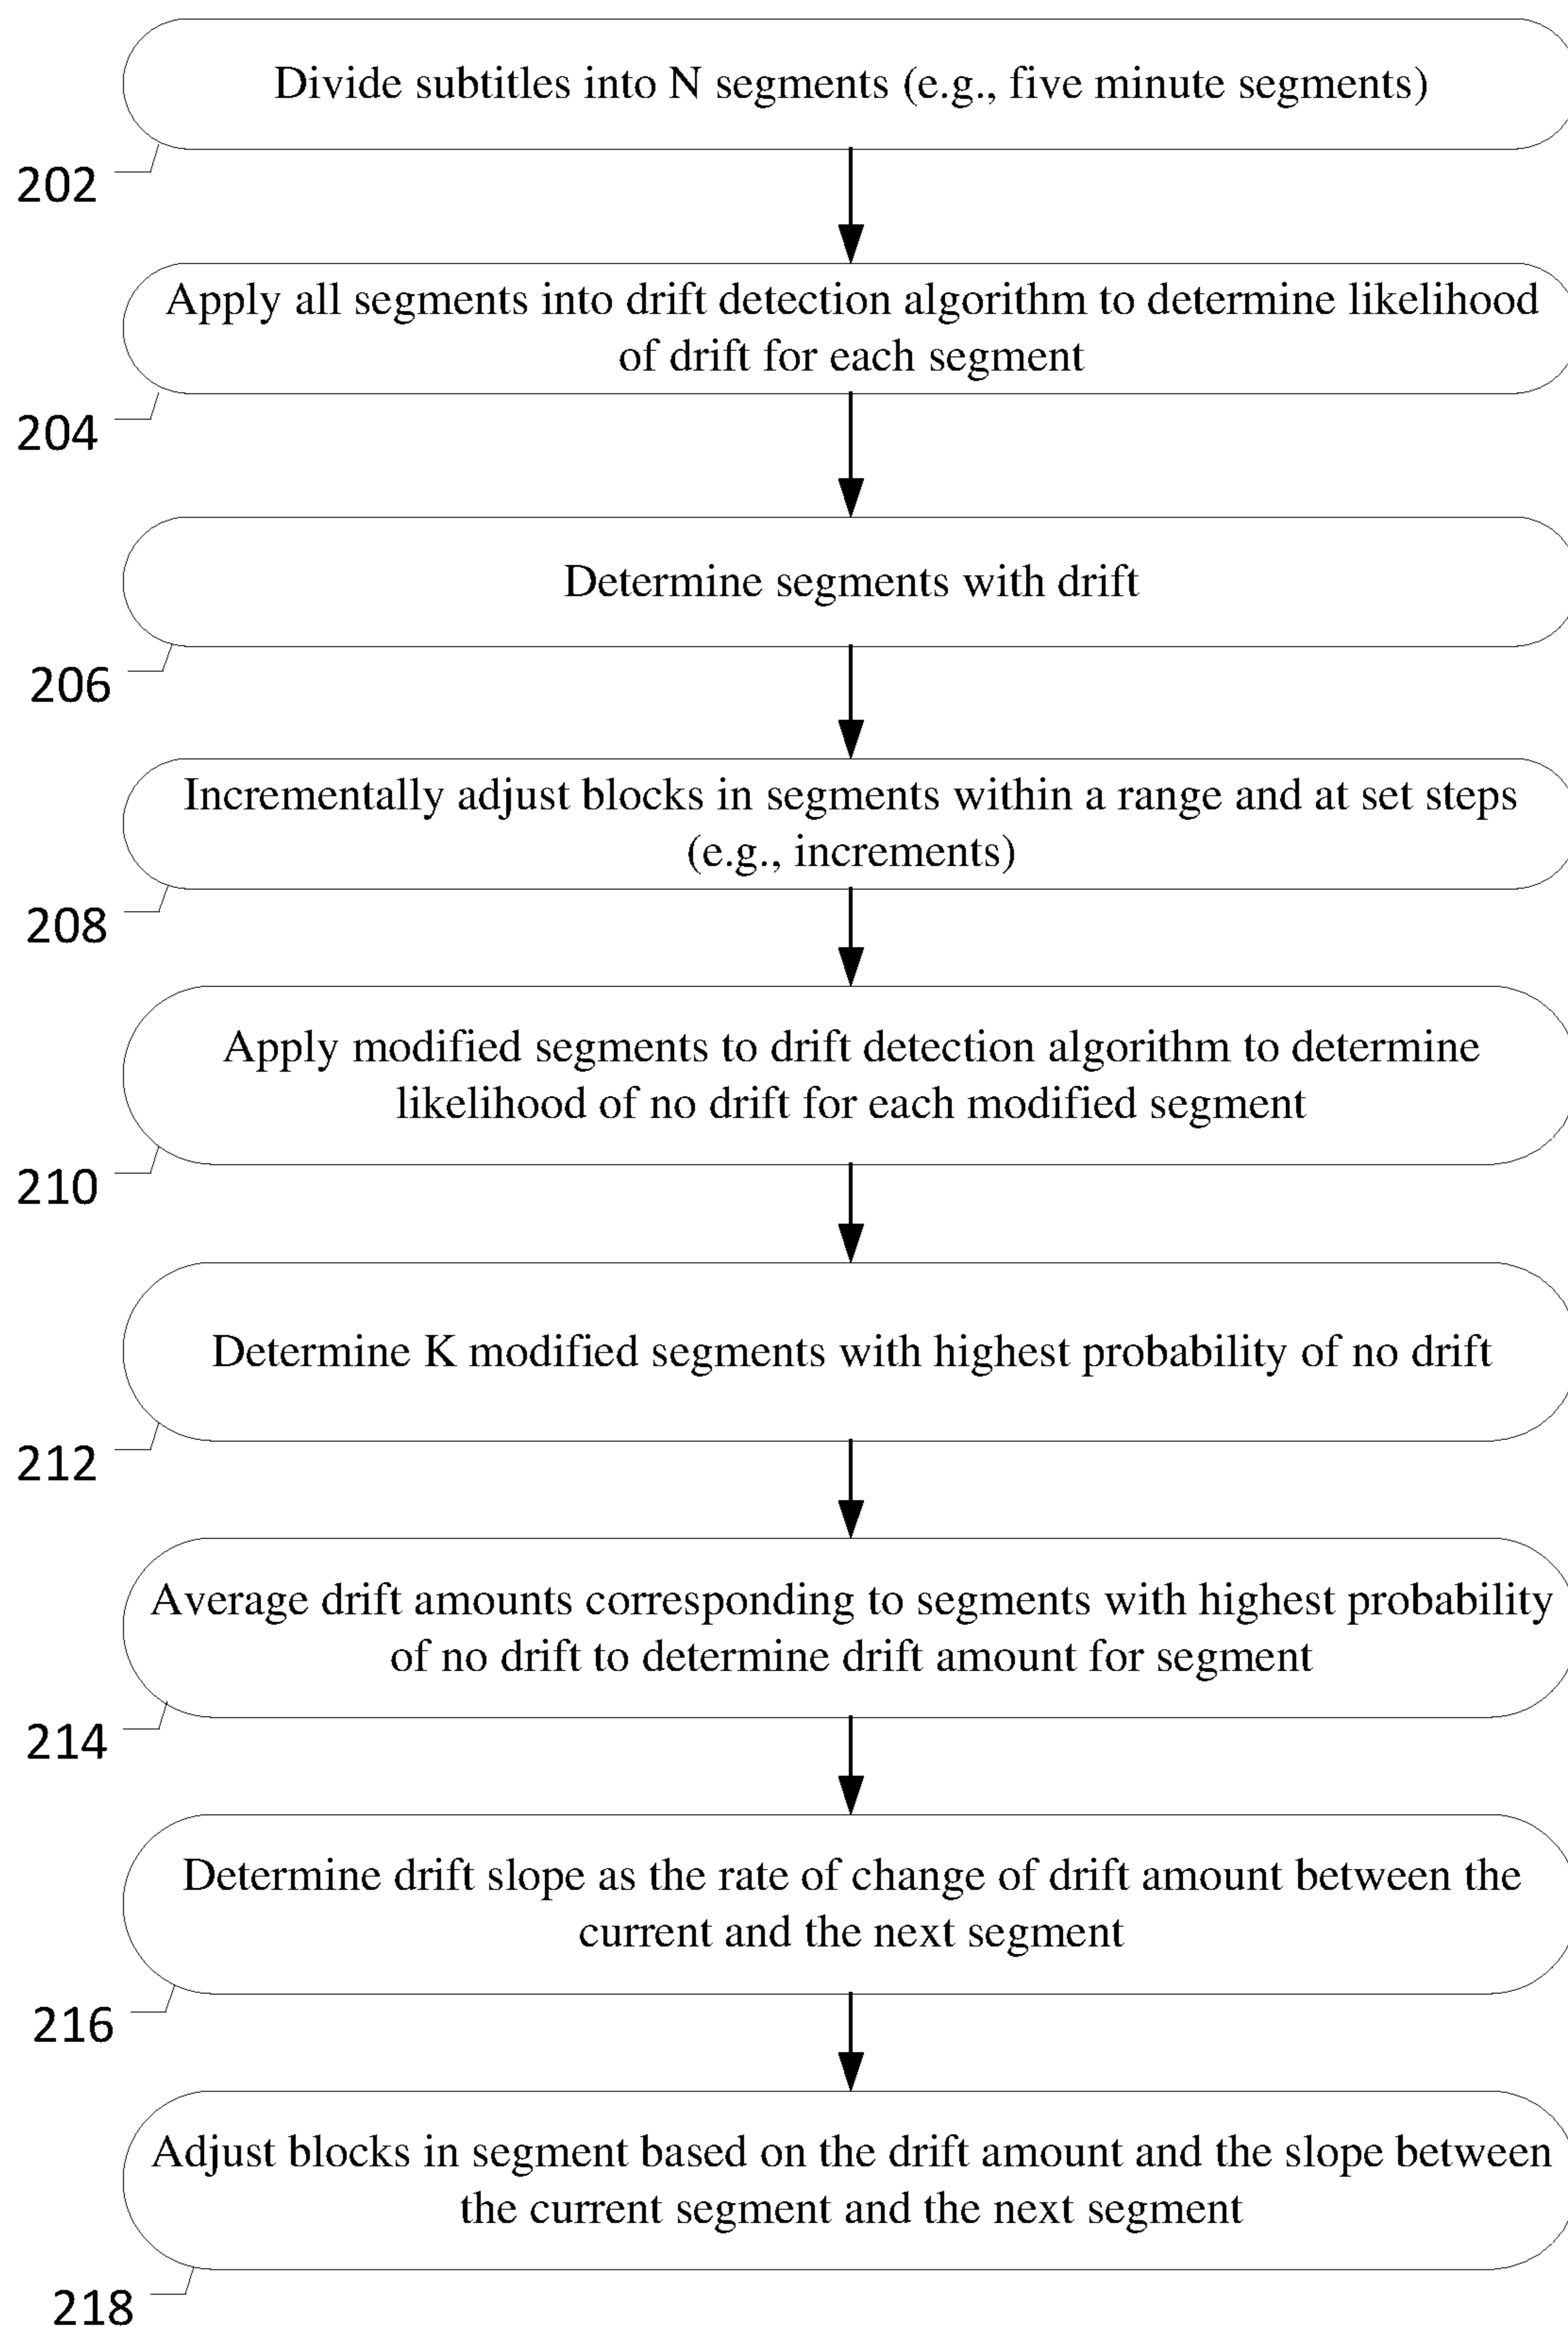 Divide subtitles into N segments (e.g., five minute segments)
202
Apply all segments into drift detection algorithm to determine likelihood
of drift for each segment
204
Determine segments with drift
206
Incrementally adjust blocks in segments within a range and at set steps
(e.g., increments)
208
Apply modified segments to drift detection algorithm to determine
likelihood of no drift for each modified segment
210
Determine K modified segments with highest probability of no drift
212
Average drift amounts corresponding to segments with highest probability
of no drift to determine drift amount for segment
214
Determine drift slope as the rate of change of drift amount between the
current and the next segment
216
Adjust blocks in segment based on the drift amount and the slope between
the current segment and the next segment
218